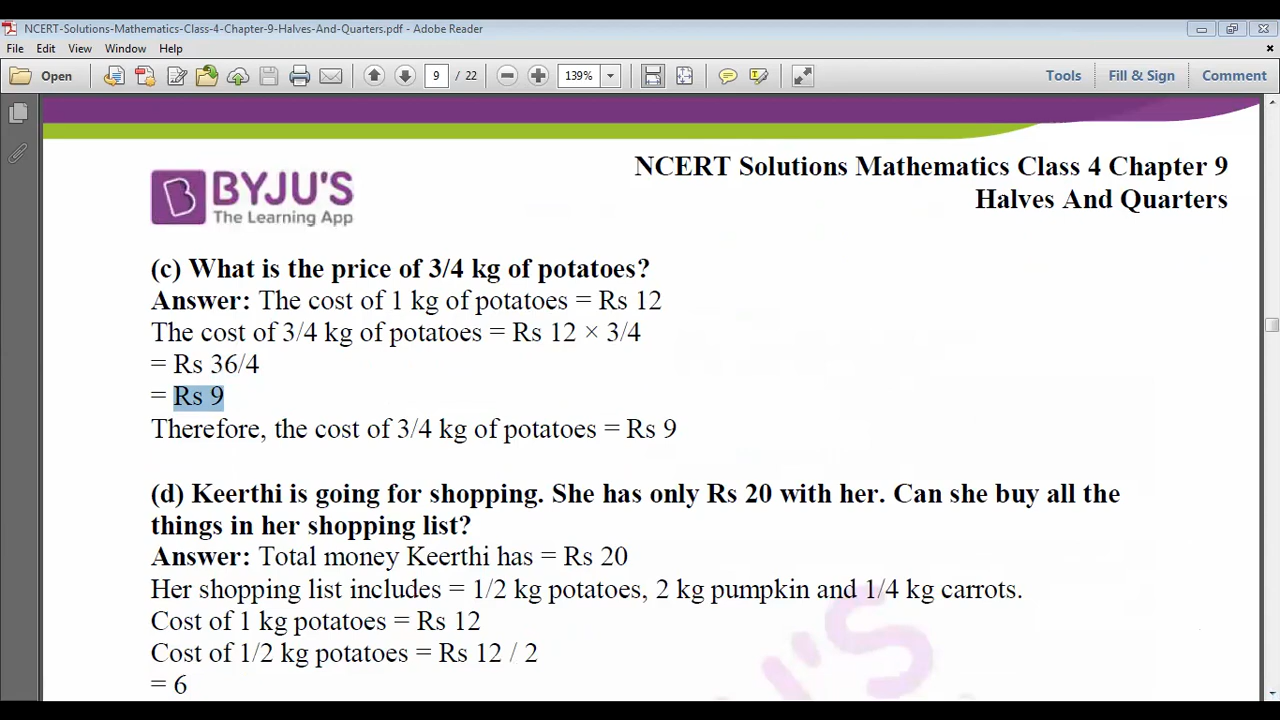 NCERT-Solutions-Mathematics-Class-4-Chapter-9-Halves-And-Quarters.pdf - Adobe Reader
File Edit View Window Help
Open 9 / 22 139% Tools Fill & Sign Comment
NCERT Solutions Mathematics Class 4 Chapter 9
Halves And Quarters
BYJU'S
The Learning App
(c) What is the price of 3/4 kg of potatoes?
Answer: The cost of 1 kg of potatoes = Rs 12
The cost of 3/4 kg of potatoes = Rs 12 × 3/4
= Rs 36/4
= Rs 9
Therefore, the cost of 3/4 kg of potatoes = Rs 9
(d) Keerthi is going for shopping. She has only Rs 20 with her. Can she buy all the
things in her shopping list?
Answer: Total money Keerthi has = Rs 20
Her shopping list includes = 1/2 kg potatoes, 2 kg pumpkin and 1/4 kg carrots.
Cost of 1 kg potatoes = Rs 12
Cost of 1/2 kg potatoes = Rs 12 / 2
= 6